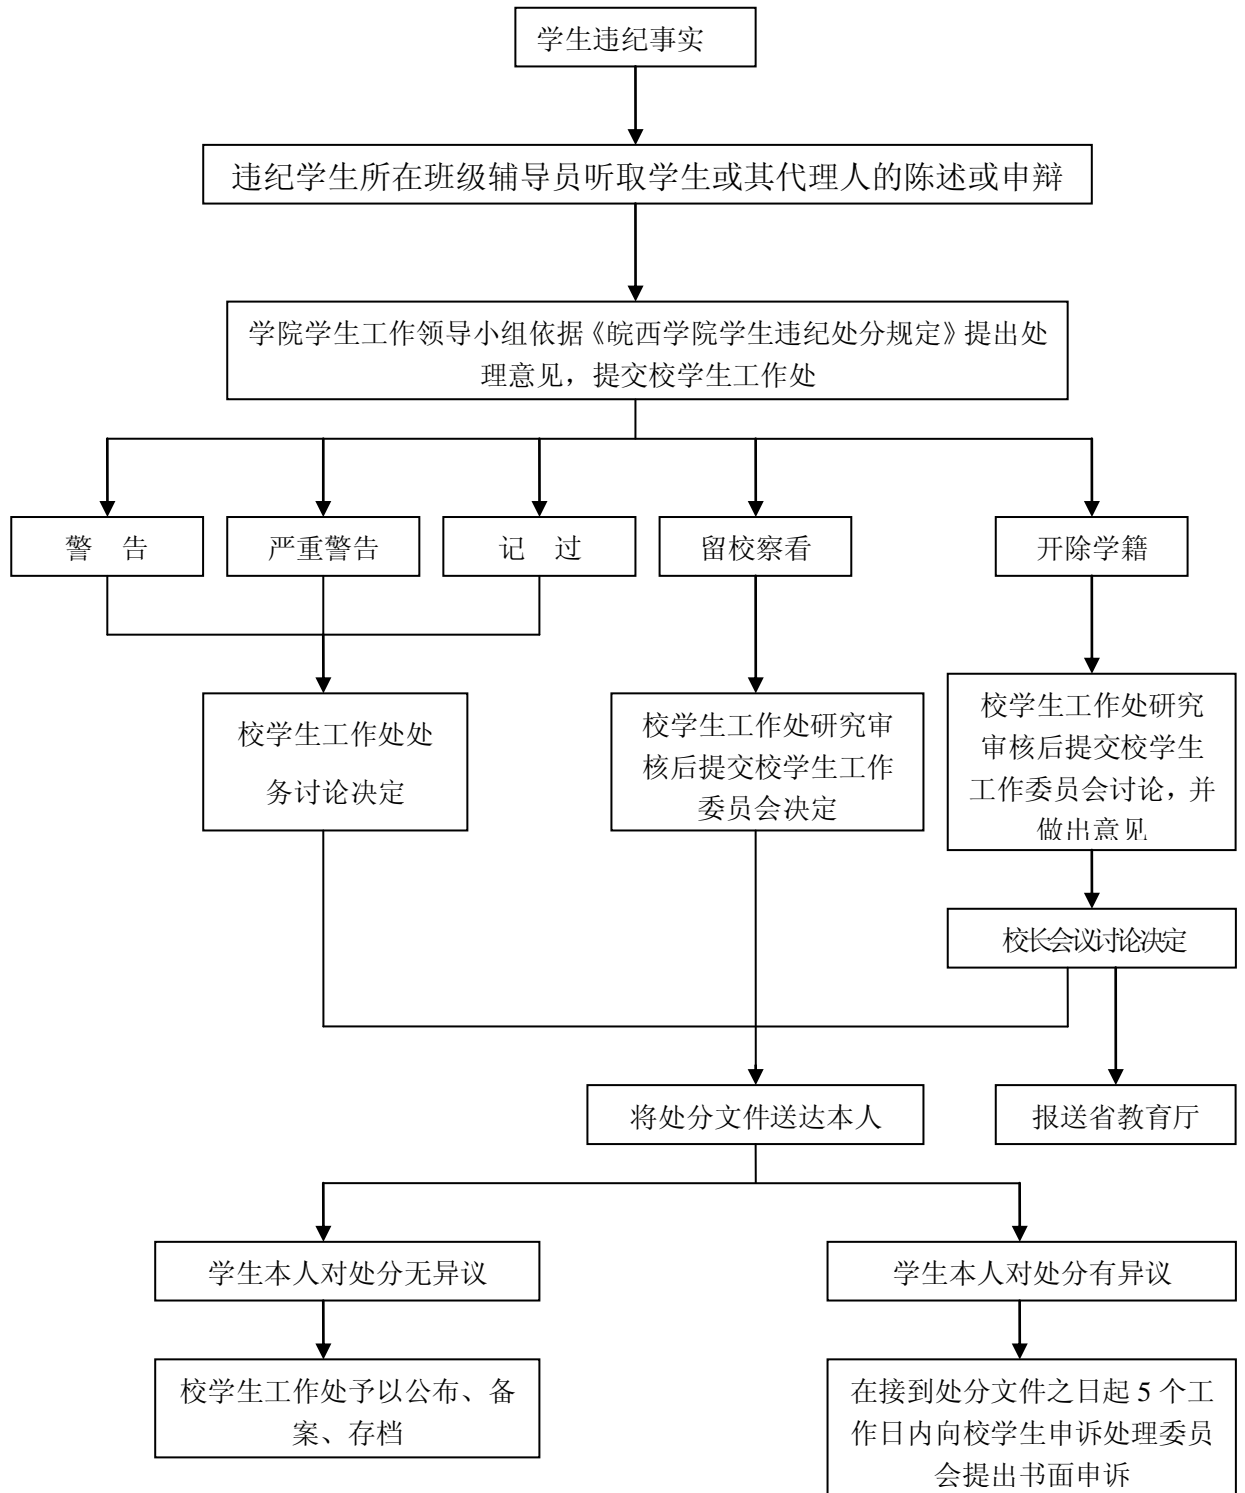 学生违纪事实
违纪学生所在班级辅导员听取学生或其代理人的陈述或申辩
学院学生工作领导小组依据《皖西学院学生违纪处分规定》提出处
理意见，提交校学生工作处
警 告
严重警告
记 过
留校察看
开除学籍
校学生工作处处
务讨论决定
校学生工作处研究审
核后提交校学生工作
委员会决定
校学生工作处研究
审核后提交校学生
工作委员会讨论，并
做出意见
校长会议讨论决定
将处分文件送达本人
报送省教育厅
学生本人对处分无异议
学生本人对处分有异议
校学生工作处予以公布、备
案、存档
在接到处分文件之日起 5 个工
作日内向校学生申诉处理委员
会提出书面申诉